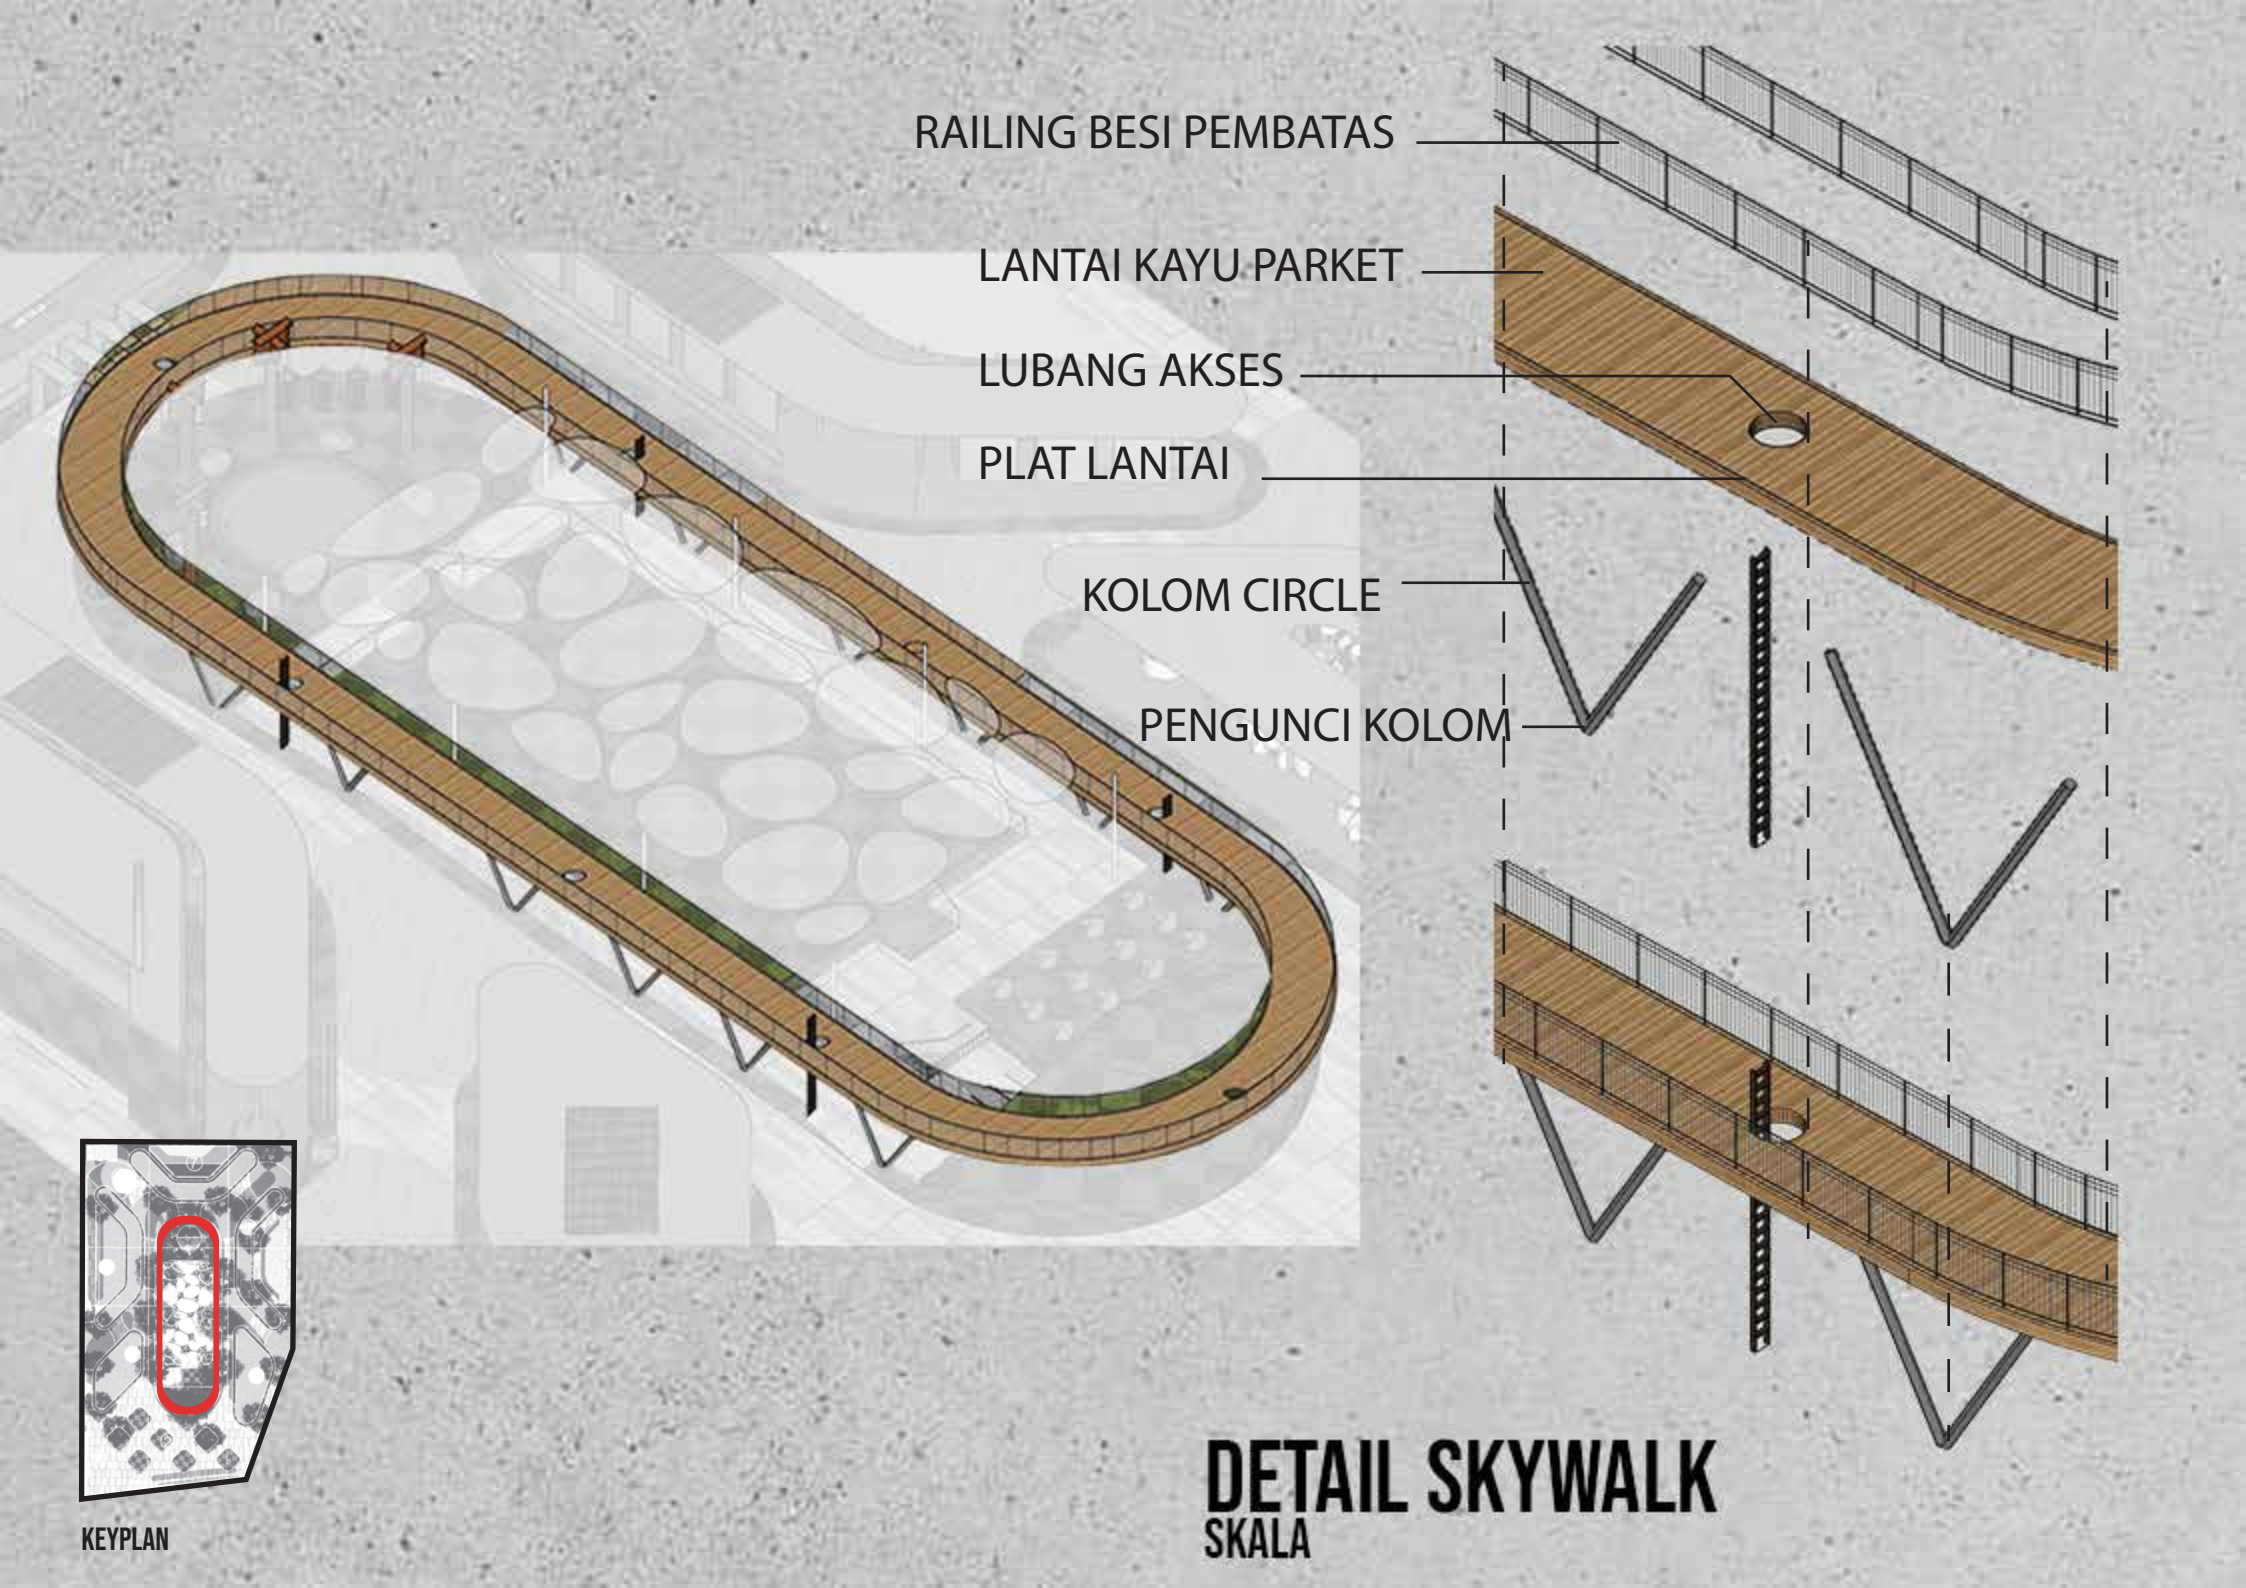 RAILING BESI PEMBATAS
LANTAI KAYU PARKET
LUBANG AKSES
PLAT LANTAI
KOLOM CIRCLE
PENGUNCI KOLOM
DETAIL SKYWALK
SKALA
KEYPLAN